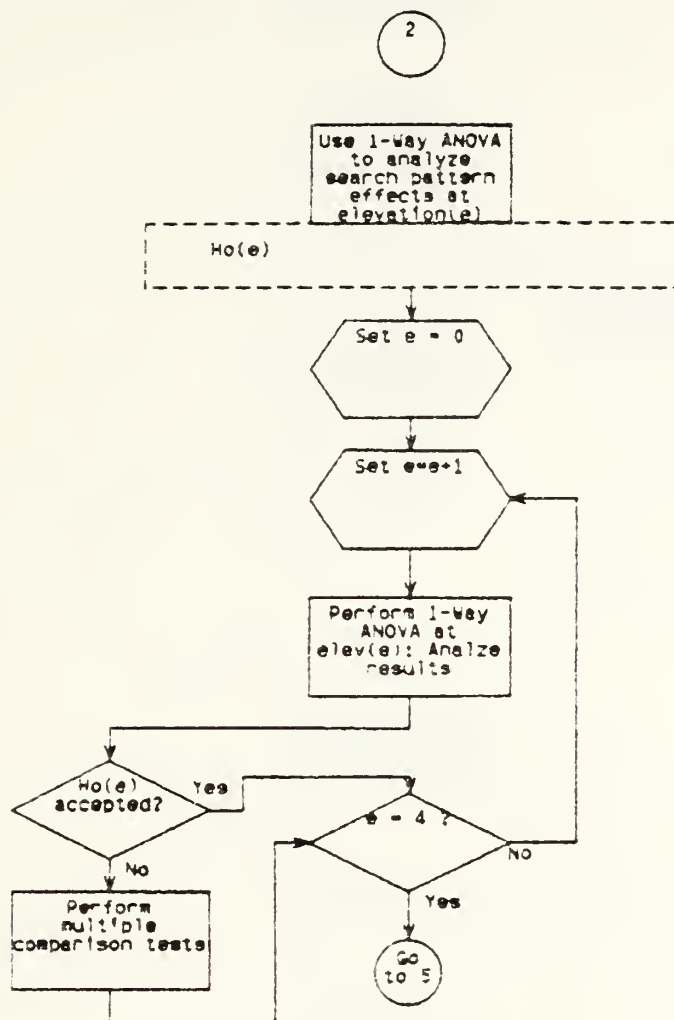 2
Use 1-Way ANOVA
to analyze
search pattern
effects at
elevation(e)
Ho(e)
Set e = 0
Set e=e+1
Perform 1-Way
ANOVA at
elev(e): Analze
results
Ho(e)
accepted?
Yes
No
e = 4 ?
No
Yes
Perform
multiple
comparison tests
Go
to 5